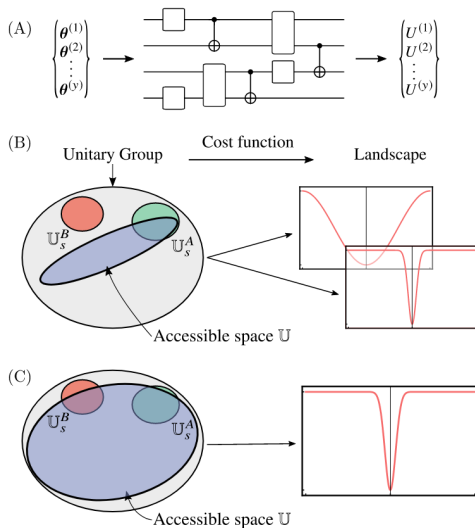 (A)
θ⁽¹⁾
θ⁽²⁾
⋮
θ⁽ʸ⁾
U⁽¹⁾
U⁽²⁾
⋮
U⁽ʸ⁾
(B)
Cost function
Unitary Group
Landscape
𝕌ₛᴮ
𝕌ₛᴬ
Accessible space 𝕌
(C)
𝕌ₛᴮ
𝕌ₛᴬ
Accessible space 𝕌